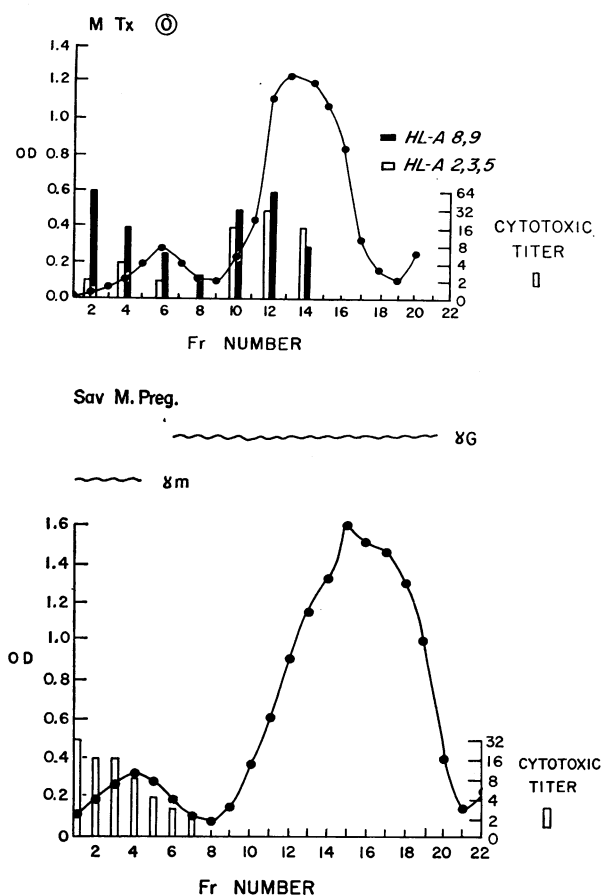 M Tx O
1.4
1.2
1.0
0.8
0.6
0.4
0.2
0.0
OD
HL-A 8,9
HL-A 2,3,5
64
32
16
8
4
2
0
CYTOTOXIC
TITER
2 4 6 8 10 12 14 16 18 20 22
Fr NUMBER
Sav M. Preg.
γG
γm
1.6
1.4
1.2
1.0
0.8
0.6
0.4
0.2
0
OD
32
16
8
4
2
0
CYTOTOXIC
TITER
2 4 6 8 10 12 14 16 18 20 22
Fr NUMBER